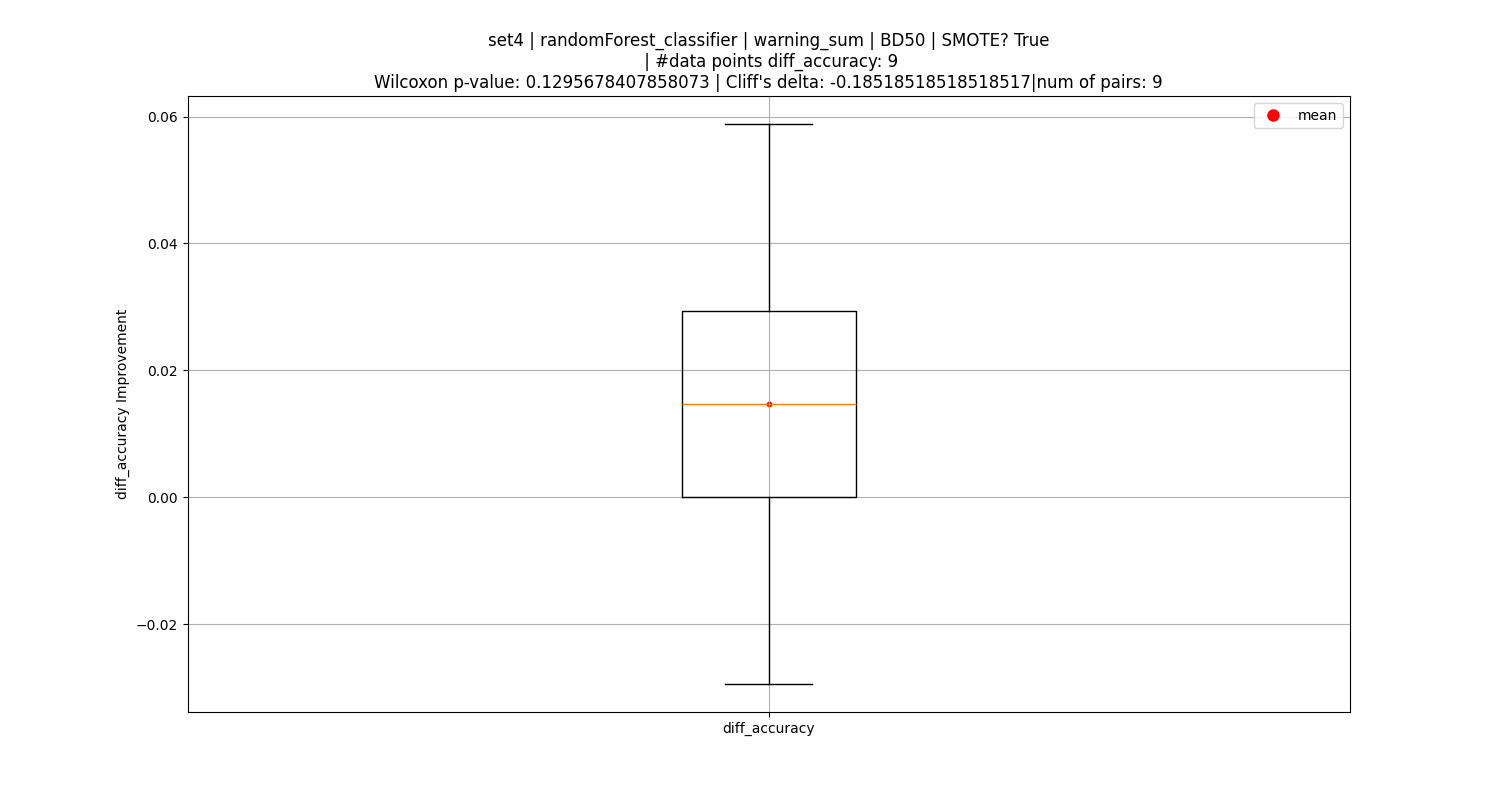 set4 | randomForest_classifier | warning_sum | BD50 | SMOTE? True
| #data points diff_accuracy: 9
Wilcoxon p-value: 0.1295678407858073 | Cliff's delta: -0.18518518518518517|num of pairs: 9
mean
0.06
0.04
0.02
0.00
−0.02
diff_accuracy Improvement
diff_accuracy